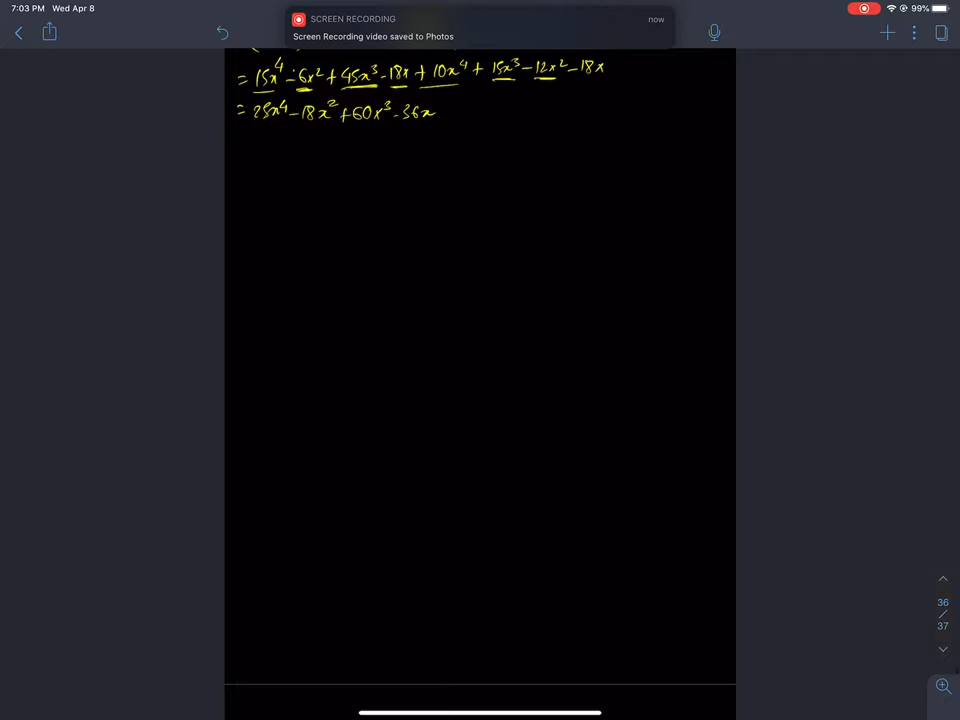 7:03 PM Wed Apr 8
99%
SCREEN RECORDING
now
Screen Recording video saved to Photos
= 15x⁴ - 6x² + 45x³ - 18x + 10x⁴ + 15x³ - 12x² - 18x
= 25x⁴ - 18x² + 60x³ - 36x
36
/
37